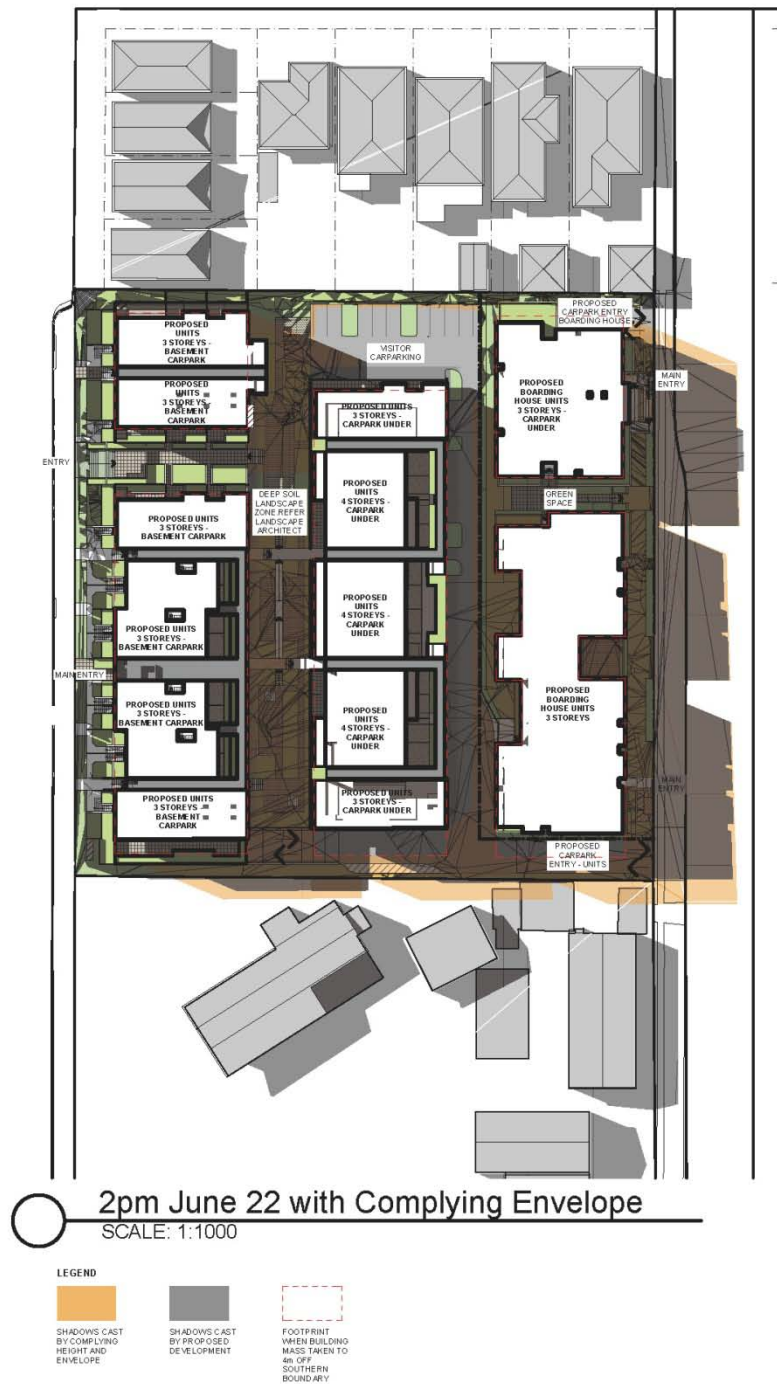 PROPOSED
CARPARK ENTRY
BOARDING HOUSE
PROPOSED
UNITS
3 STOREYS -
BASEMENT
CARPARK
VISITOR
CARPARKING
PROPOSED
BOARDING
HOUSE UNITS
3 STOREYS -
CARPARK
UNDER
MAIN
ENTRY
PROPOSED
UNITS
3 STOREYS-
BASEMENT
CARPARK
PROPOSED UNITS
3 STOREYS -
CARPARK UNDER
ENTRY
DEEP SOIL
LANDSCAPE
ZONE.REFER
LANDSCAPE
ARCHITECT
PROPOSED
UNITS
4 STOREYS -
CARPARK
UNDER
GREEN
SPACE
PROPOSED UNITS
3 STOREYS -
BASEMENT CARPARK
PROPOSED
UNITS
4 STOREYS -
CARPARK
UNDER
PROPOSED UNITS
3 STOREYS -
BASEMENT CARPARK
MAIN ENTRY
PROPOSED UNITS
3 STOREYS -
BASEMENT CARPARK
PROPOSED
UNITS
4 STOREYS -
CARPARK
UNDER
PROPOSED
BOARDING
HOUSE UNITS
3 STOREYS
MAIN
ENTRY
PROPOSED UNITS
3 STOREYS -
BASEMENT
CARPARK
PROPOSED UNITS
3 STOREYS -
CARPARK UNDER
PROPOSED
CARPARK
ENTRY - UNITS
2pm June 22 with Complying Envelope
SCALE: 1:1000
LEGEND
SHADOWS CAST
BY COMPLYING
HEIGHT AND
ENVELOPE
SHADOWS CAST
BY PROPOSED
DEVELOPMENT
FOOTPRINT
WHEN BUILDING
MASS TAKEN TO
4m OFF
SOUTHERN
BOUNDARY